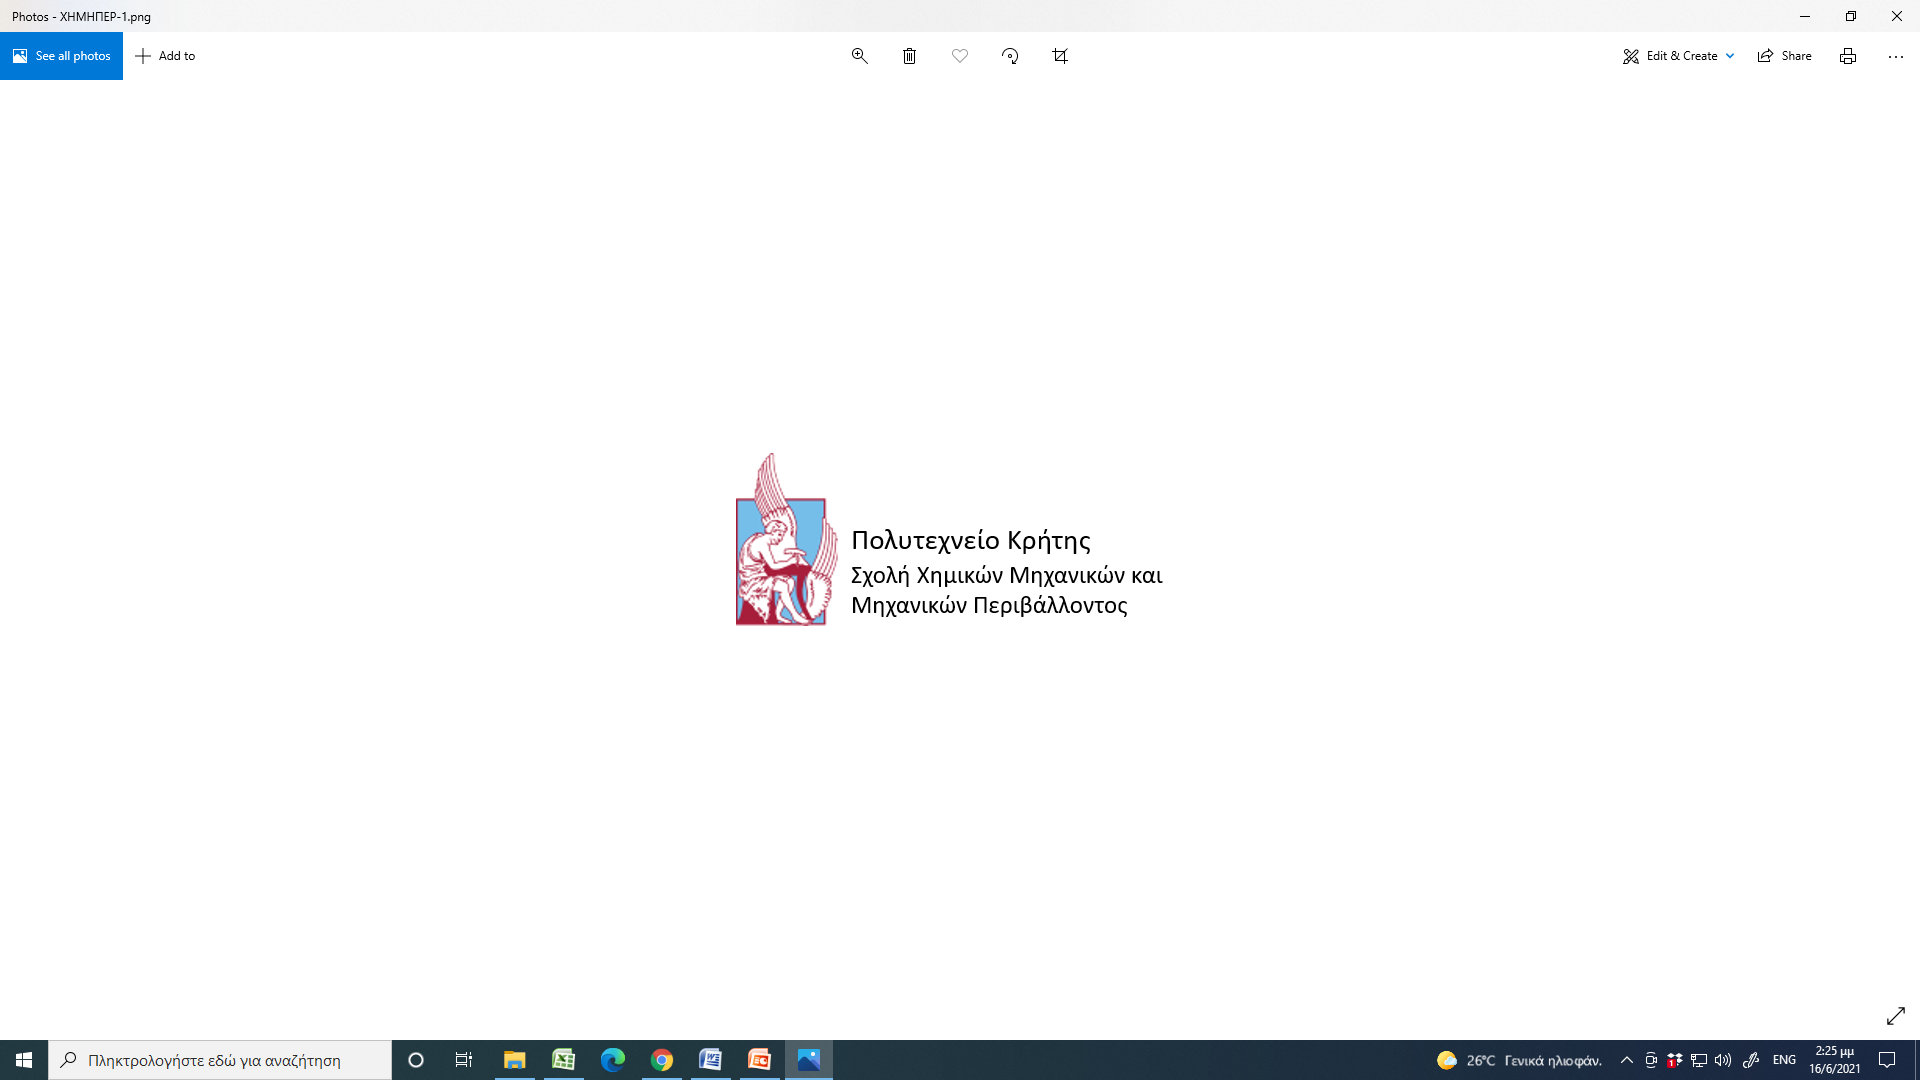 Photos - ΧΗΜΗΠΕΡ-1.png
See all photos
Add to
Edit & Create
Share
Πολυτεχνείο Κρήτης
Σχολή Χημικών Μηχανικών και
Μηχανικών Περιβάλλοντος
Πληκτρολογήστε εδώ για αναζήτηση
26°C Γενικά ηλιοφάν.
ENG
2:25 μμ
16/6/2021